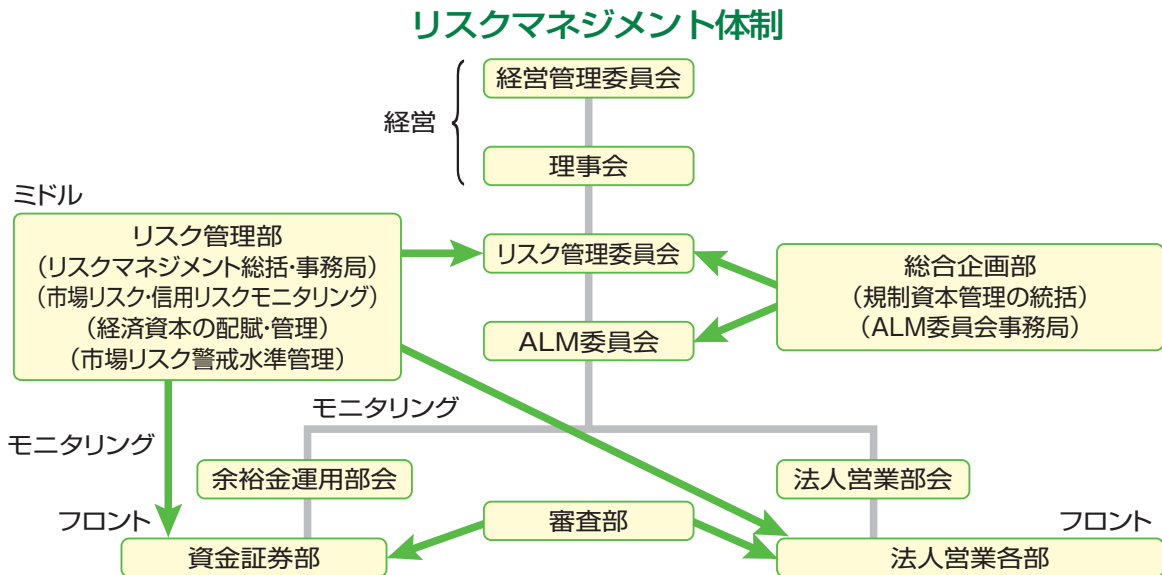 リスクマネジメント体制
経営管理委員会
経営
理事会
ミドル
リスク管理部
(リスクマネジメント総括・事務局)
(市場リスク・信用リスクモニタリング)
(経済資本の配賦・管理)
(市場リスク警戒水準管理)
リスク管理委員会
総合企画部
(規制資本管理の統括)
(ALM委員会事務局)
ALM委員会
モニタリング
モニタリング
余裕金運用部会
法人営業部会
フロント
審査部
フロント
資金証券部
法人営業各部